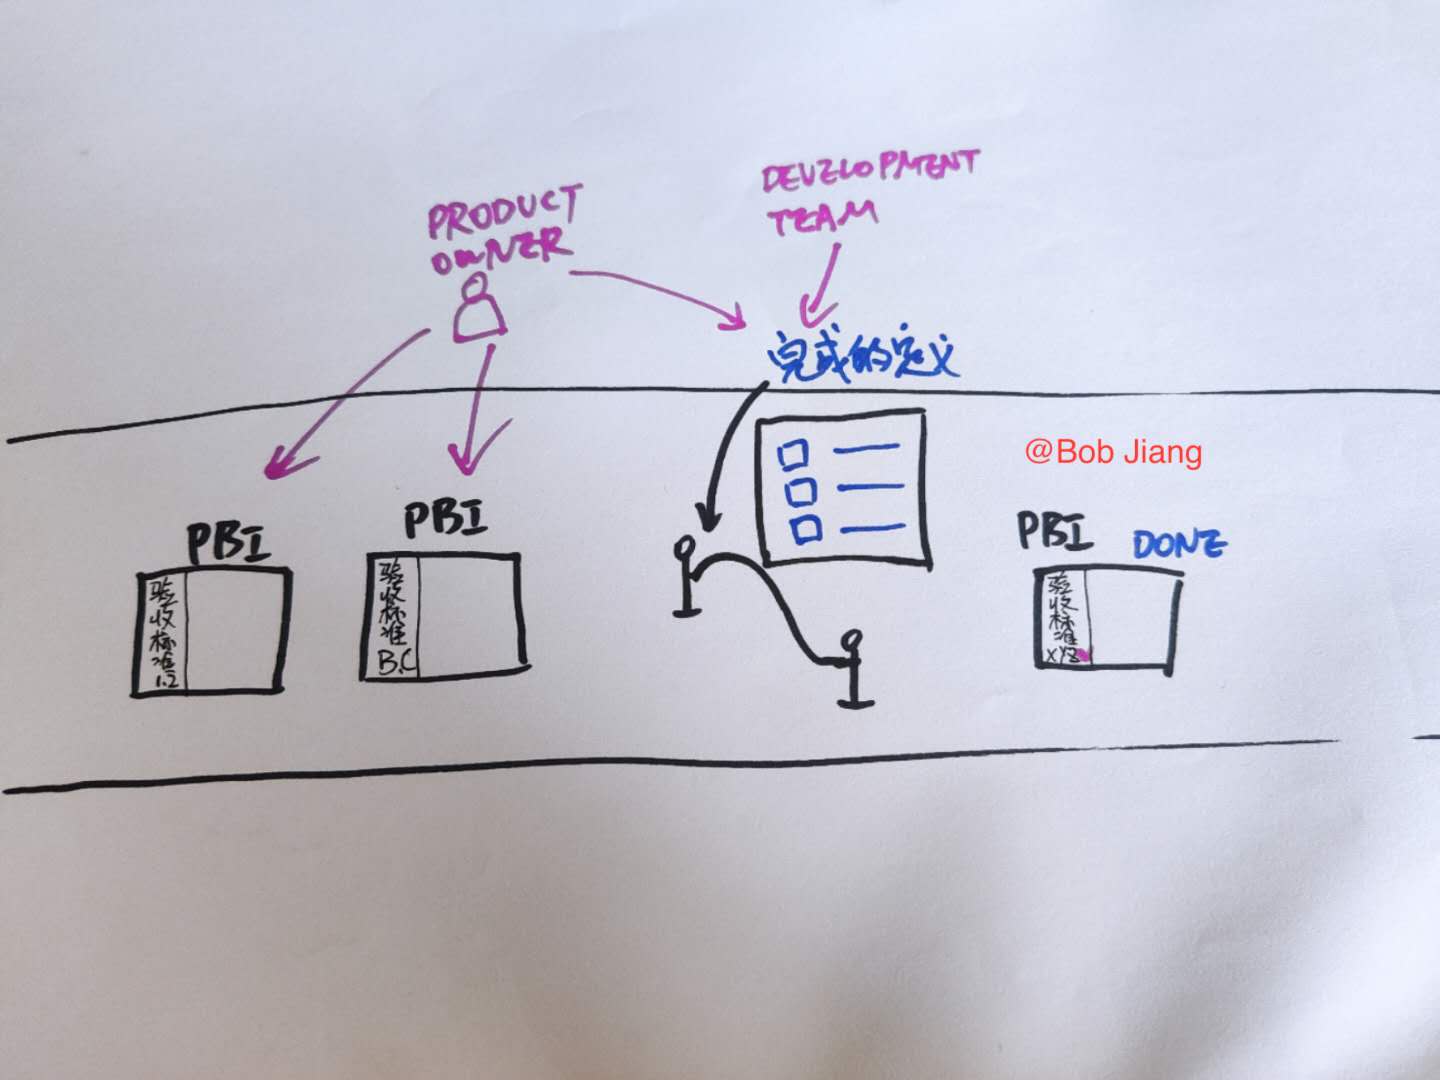 PRODUCT
OWNER
DEVELOPMENT
TEAM
完成的定义
@Bob Jiang
PBI
验收标准
1.2
PBI
验收标准
B.C
PBI
DONE
验收标准
XYZ